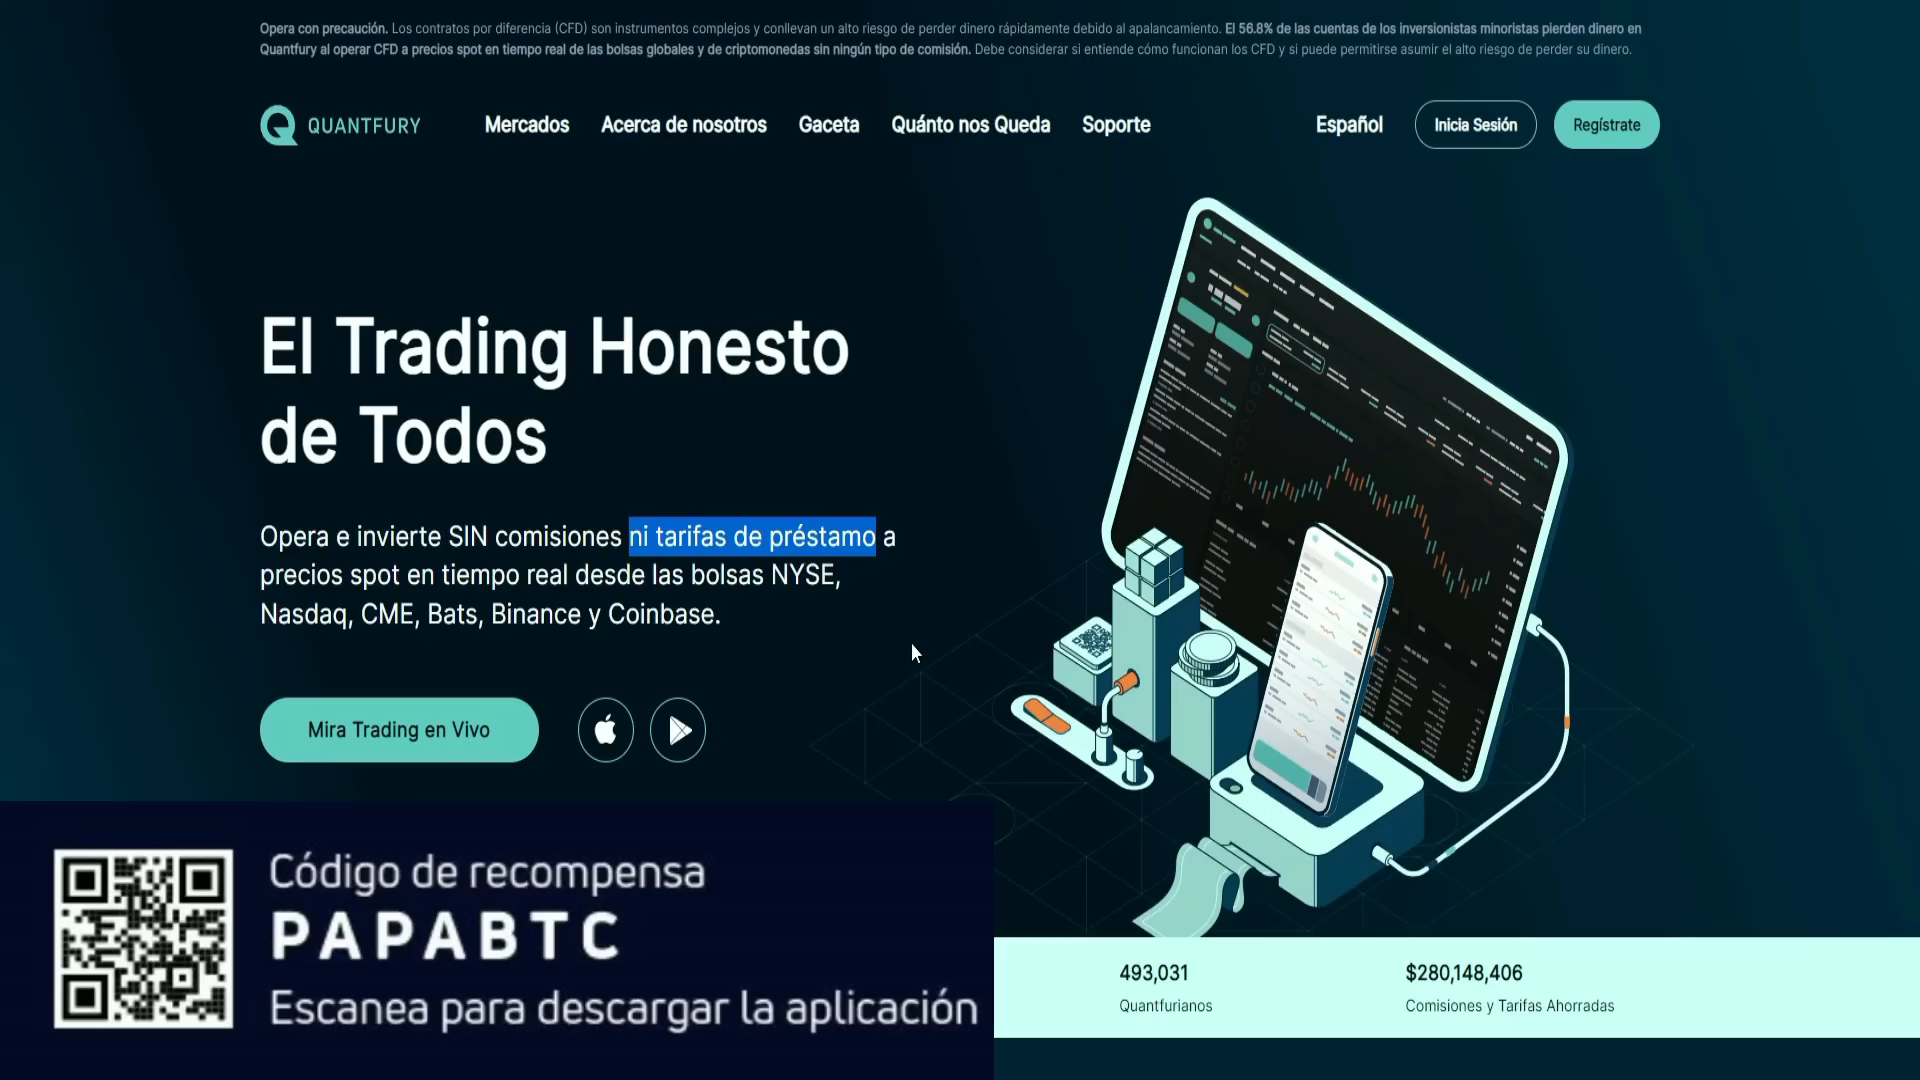 Opera con precaución. Los contratos por diferencia (CFD) son instrumentos complejos y conllevan un alto riesgo de perder dinero rápidamente debido al apalancamiento. El 56.8% de las cuentas de los inversionistas minoristas pierden dinero en
Quantfury al operar CFD a precios spot en tiempo real de las bolsas globales y de criptomonedas sin ningún tipo de comisión. Debe considerar si entiende cómo funcionan los CFD y si puede permitirse asumir el alto riesgo de perder su dinero.
QUANTFURY
Mercados
Acerca de nosotros
Gaceta
Quánto nos Queda
Soporte
Español
Inicia Sesión
Regístrate
El Trading Honesto
de Todos
Opera e invierte SIN comisiones ni tarifas de préstamo a
precios spot en tiempo real desde las bolsas NYSE,
Nasdaq, CME, Bats, Binance y Coinbase.
Mira Trading en Vivo
Código de recompensa
PAPABTC
Escanea para descargar la aplicación
493,031
Quantfurianos
$280,148,406
Comisiones y Tarifas Ahorradas